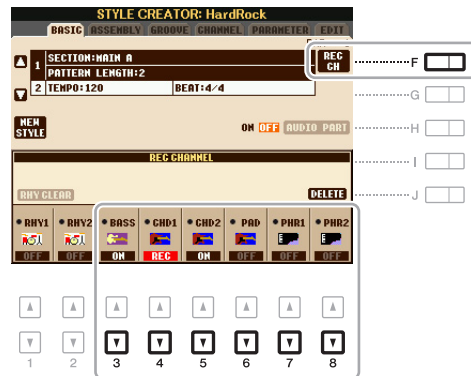 STYLE CREATOR: HardRock
BASIC ASSEMBLY GROOVE CHANNEL PARAMETER EDIT
1 SECTION:MAIN A
PATTERN LENGTH:2
2 TEMPO:120 BEAT:4/4
REC CH
F
G
NEW STYLE
ON OFF AUDIO PART
H
REC CHANNEL
I
RHY CLEAR
DELETE
J
RHY1 RHY2 BASS CHD1 CHD2 PAD PHR1 PHR2
OFF OFF ON REC ON OFF OFF OFF
1 2 3 4 5 6 7 8